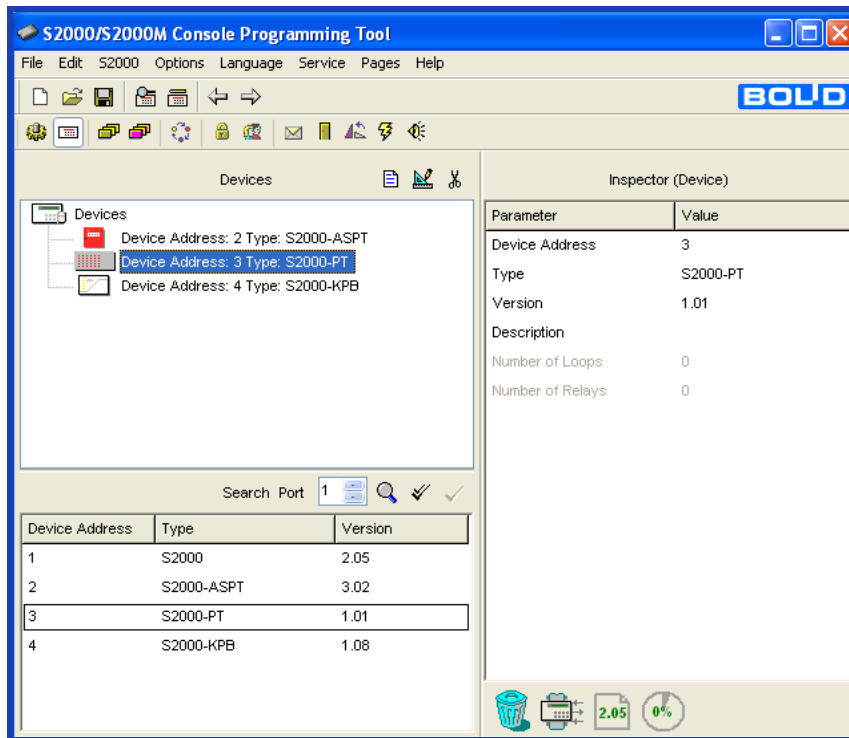 S2000/S2000M Console Programming Tool
File Edit S2000 Options Language Service Pages Help
BOLID
Devices
Devices
Device Address: 2 Type: S2000-ASPT
Device Address: 3 Type: S2000-PT
Device Address: 4 Type: S2000-KPB
Search Port 1
Device Address Type Version
1 S2000 2.05
2 S2000-ASPT 3.02
3 S2000-PT 1.01
4 S2000-KPB 1.08
Inspector (Device)
Parameter Value
Device Address 3
Type S2000-PT
Version 1.01
Description
Number of Loops 0
Number of Relays 0
2.05 0%